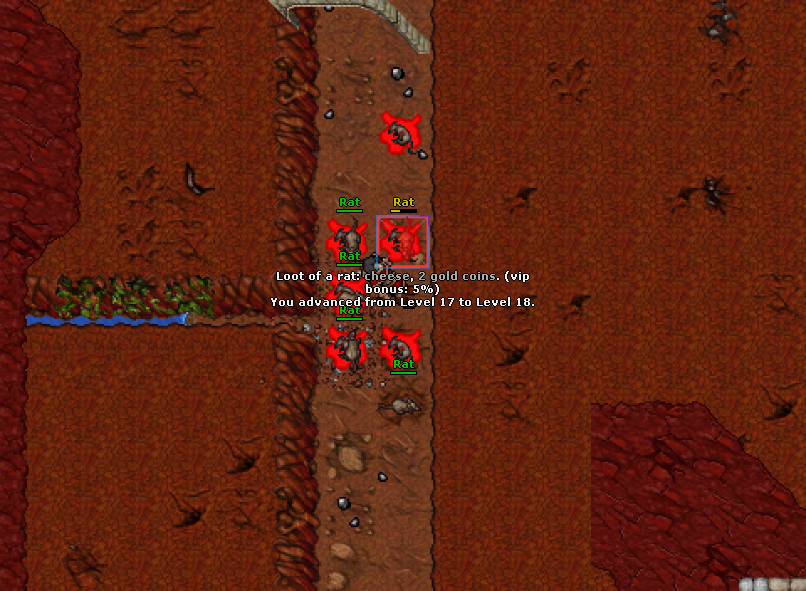 Rat
Rat
Rat
Loot of a rat: cheese, 2 gold coins. (vip
bonus: 5%)
You advanced from Level 17 to Level 18.
Rat
Rat